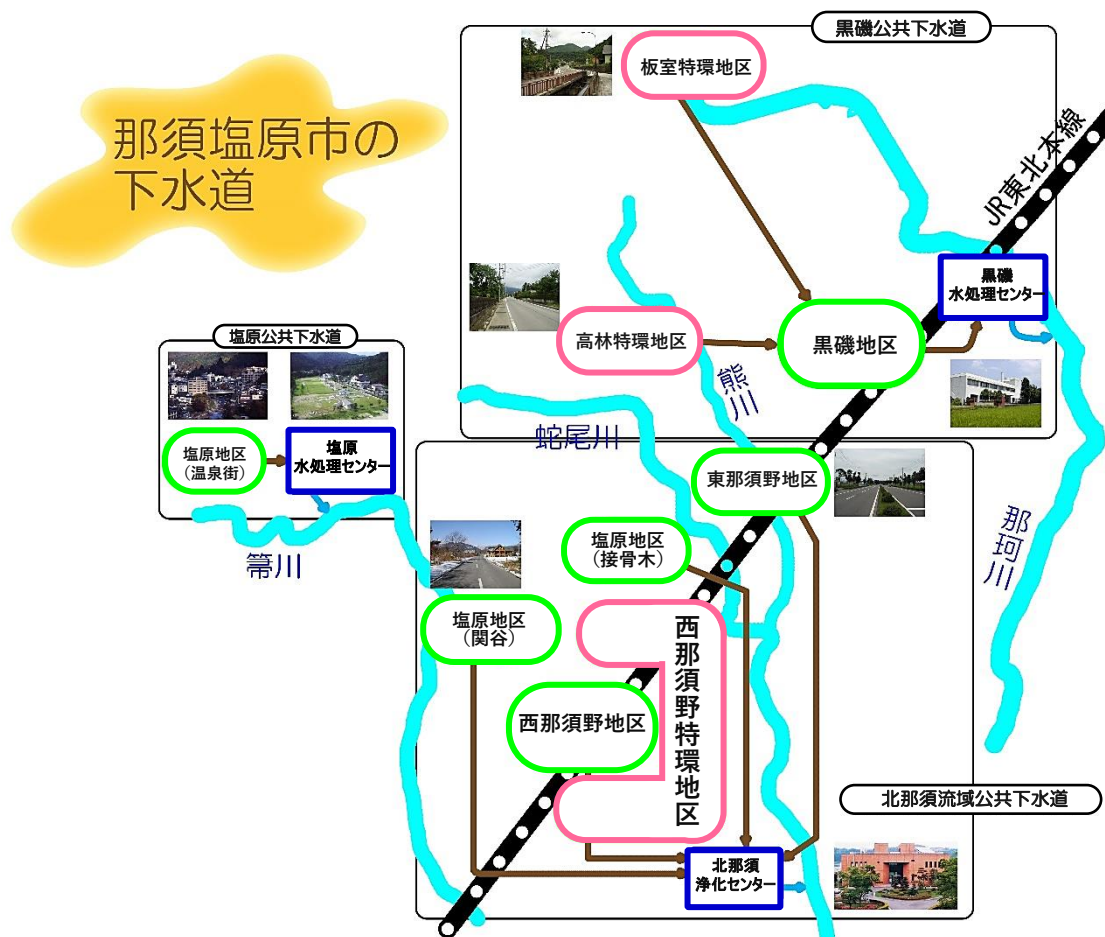 那須塩原市の
下水道
黒磯公共下水道
板室特環地区
JR東北本線
黒磯
水処理センター
高林特環地区
黒磯地区
熊川
塩原公共下水道
塩原地区
（温泉街）
塩原
水処理センター
蛇尾川
東那須野地区
那珂川
箒川
塩原地区
（接骨木）
塩原地区
（関谷）
西那須野特環地区
西那須野地区
北那須流域公共下水道
北那須
浄化センター